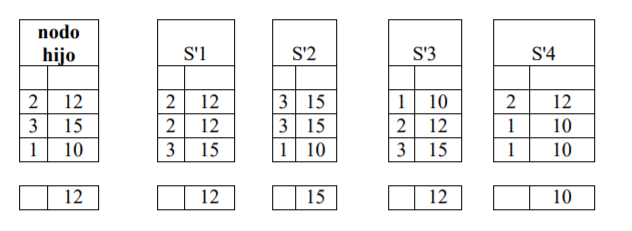 nodo
hijo S'1 S'2 S'3 S'4
2 12 2 12 3 15 1 10 2 12
3 15 2 12 3 15 2 12 1 10
1 10 3 15 1 10 3 15 1 10
12 12 15 12 10